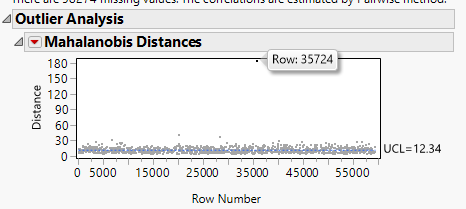 There are 38274 missing values. The correlations are estimated by Pairwise method.
Outlier Analysis
Mahalanobis Distances
180
150
120
90
60
30
0
Distance
Row: 35724
UCL=12.34
0 5000 15000 25000 35000 45000 55000
Row Number